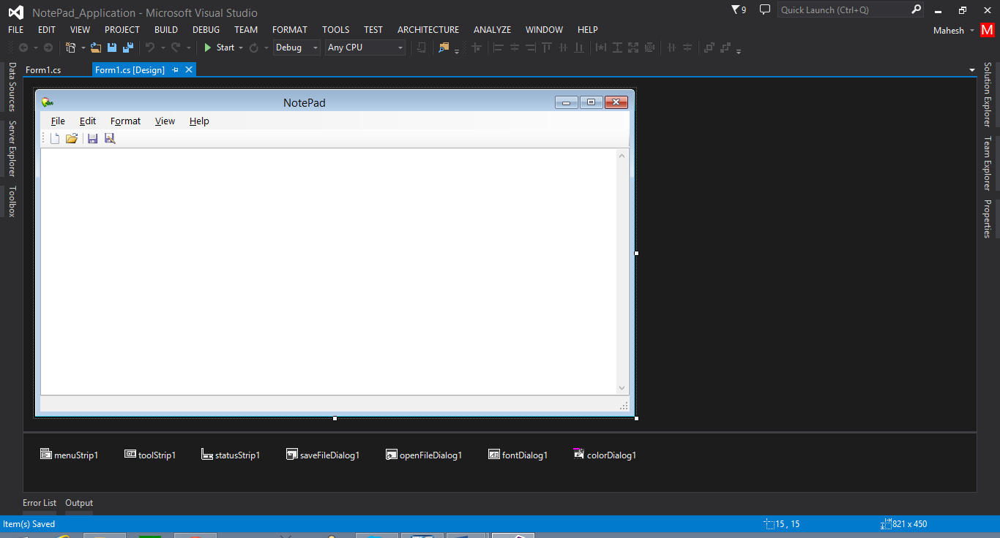 NotePad_Application - Microsoft Visual Studio
9
Quick Launch (Ctrl+Q)
FILE EDIT VIEW PROJECT BUILD DEBUG TEAM FORMAT TOOLS TEST ARCHITECTURE ANALYZE WINDOW HELP
Mahesh M
Start Debug Any CPU
Form1.cs Form1.cs [Design]
Data Sources
Server Explorer
Toolbox
NotePad
File Edit Format View Help
Solution Explorer
Team Explorer
Properties
menuStrip1 toolStrip1 statusStrip1 saveFileDialog1 openFileDialog1 fontDialog1 colorDialog1
Error List Output
Item(s) Saved 15 , 15 821 x 450